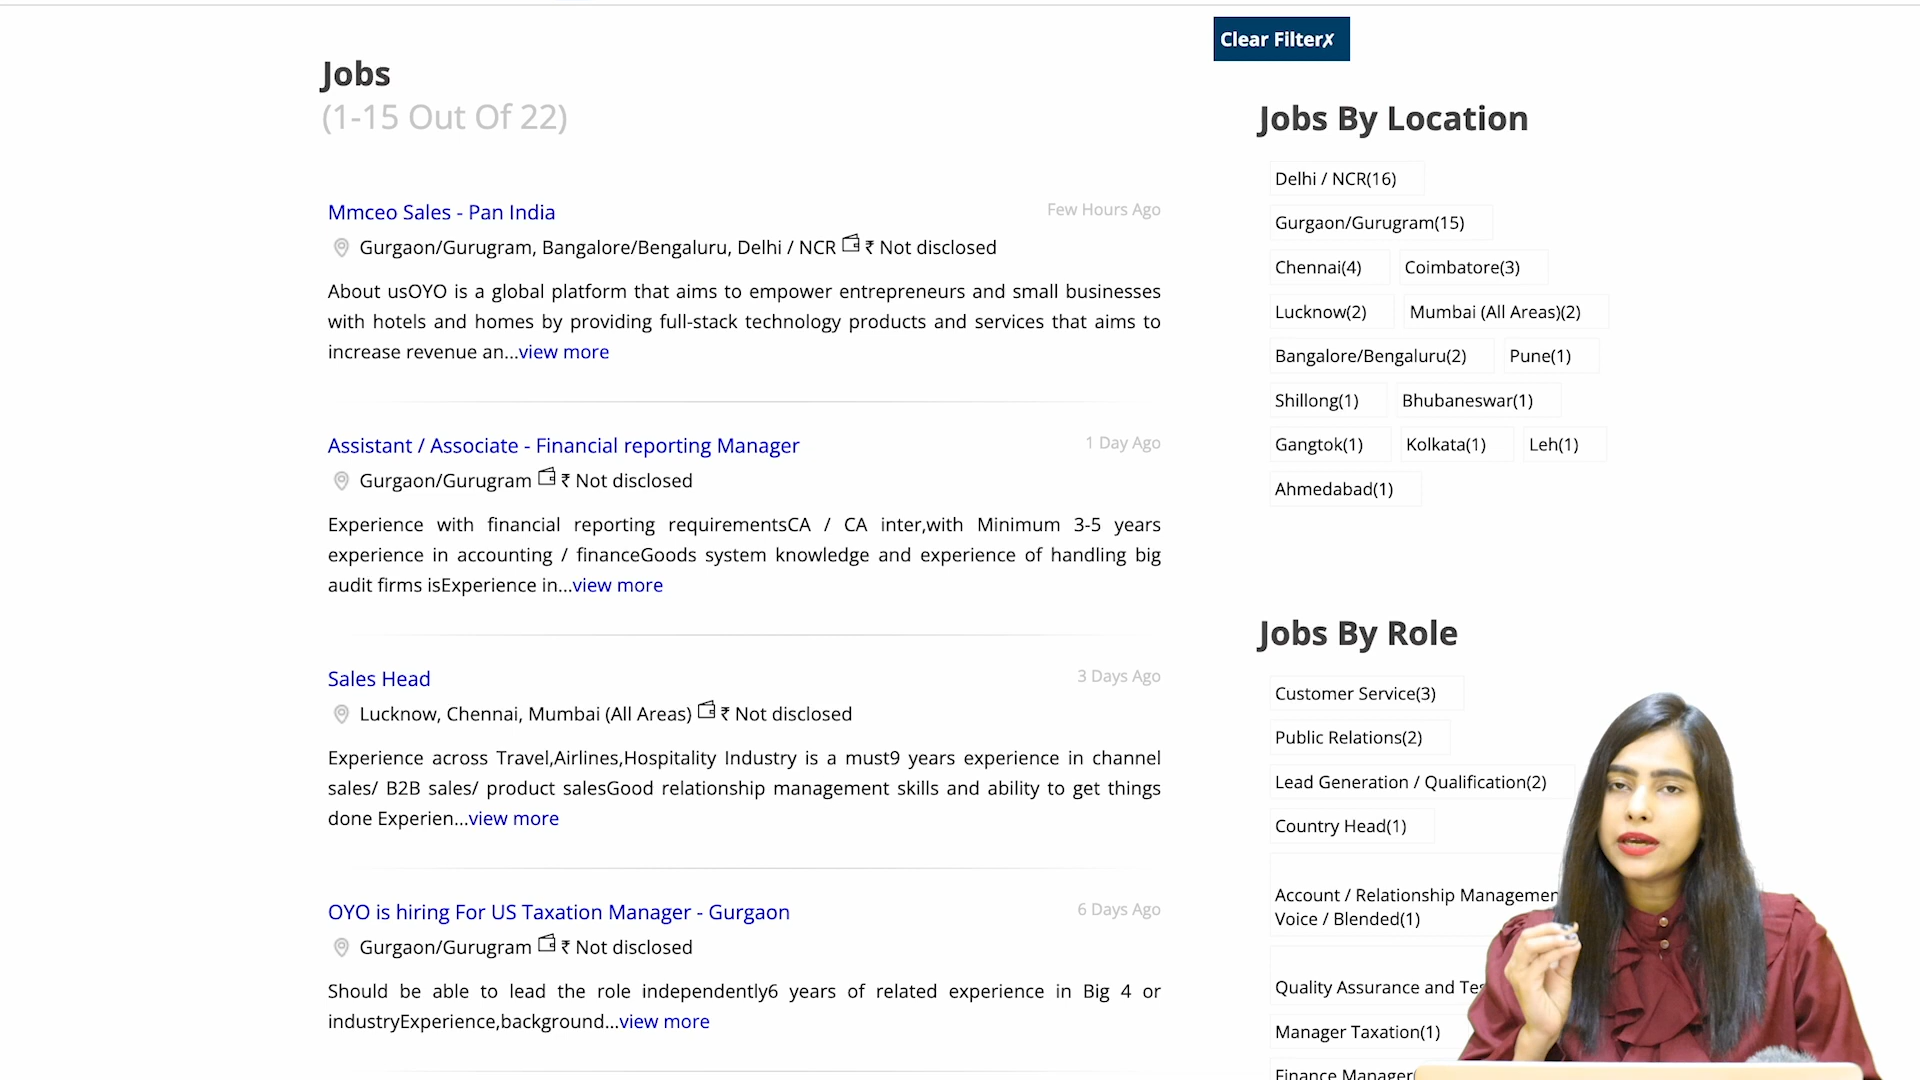 Clear Filter✗
Jobs
(1-15 Out Of 22)
Mmceo Sales - Pan India
Few Hours Ago
Gurgaon/Gurugram, Bangalore/Bengaluru, Delhi / NCR ₹ Not disclosed
About usOYO is a global platform that aims to empower entrepreneurs and small businesses
with hotels and homes by providing full-stack technology products and services that aims to
increase revenue an...view more
Assistant / Associate - Financial reporting Manager
1 Day Ago
Gurgaon/Gurugram ₹ Not disclosed
Experience with financial reporting requirementsCA / CA inter,with Minimum 3-5 years
experience in accounting / financeGoods system knowledge and experience of handling big
audit firms isExperience in...view more
Sales Head
3 Days Ago
Lucknow, Chennai, Mumbai (All Areas) ₹ Not disclosed
Experience across Travel,Airlines,Hospitality Industry is a must9 years experience in channel
sales/ B2B sales/ product salesGood relationship management skills and ability to get things
done Experien...view more
OYO is hiring For US Taxation Manager - Gurgaon
6 Days Ago
Gurgaon/Gurugram ₹ Not disclosed
Should be able to lead the role independently6 years of related experience in Big 4 or
industryExperience,background...view more
Jobs By Location
Delhi / NCR(16)
Gurgaon/Gurugram(15)
Chennai(4) Coimbatore(3)
Lucknow(2) Mumbai (All Areas)(2)
Bangalore/Bengaluru(2) Pune(1)
Shillong(1) Bhubaneswar(1)
Gangtok(1) Kolkata(1) Leh(1)
Ahmedabad(1)
Jobs By Role
Customer Service(3)
Public Relations(2)
Lead Generation / Qualification(2)
Country Head(1)
Account / Relationship Managemen
Voice / Blended(1)
Quality Assurance and Tes
Manager Taxation(1)
Finance Manager(